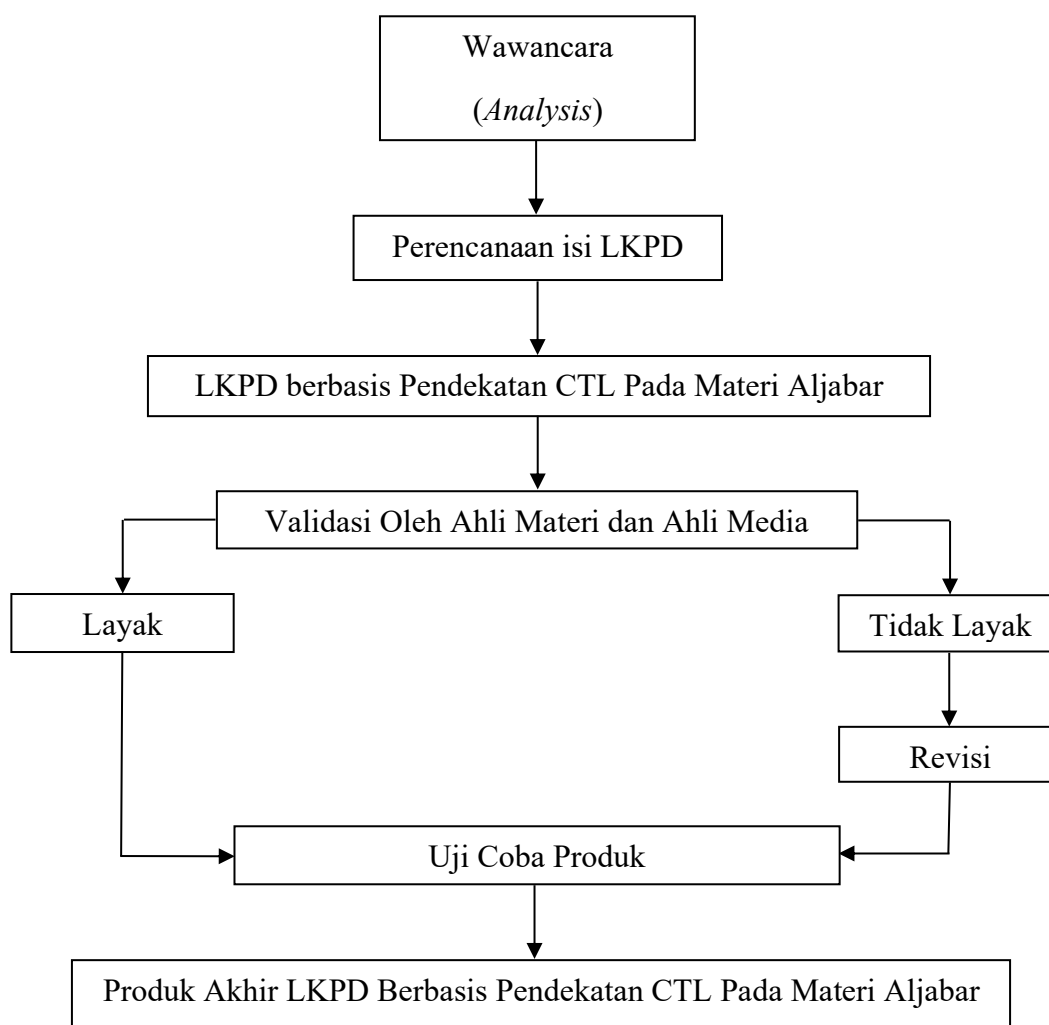 Wawancara
(Analysis)
Perencanaan isi LKPD
LKPD berbasis Pendekatan CTL Pada Materi Aljabar
Validasi Oleh Ahli Materi dan Ahli Media
Layak
Tidak Layak
Revisi
Uji Coba Produk
Produk Akhir LKPD Berbasis Pendekatan CTL Pada Materi Aljabar